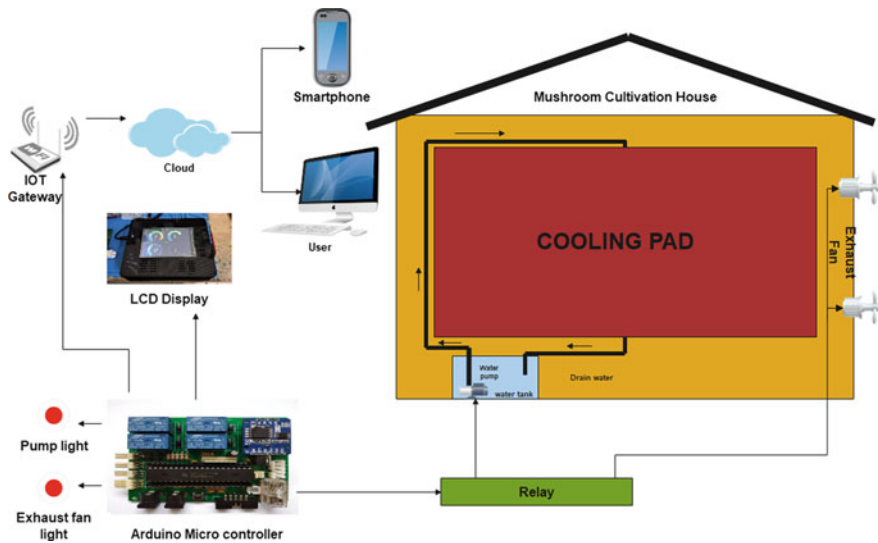 Smartphone
Mushroom Cultivation House
IOT
Gateway
Cloud
User
COOLING PAD
Exhaust
Fan
LCD Display
Water
pump
water tank
Drain water
Pump light
Exhaust fan
light
Arduino Micro controller
Relay